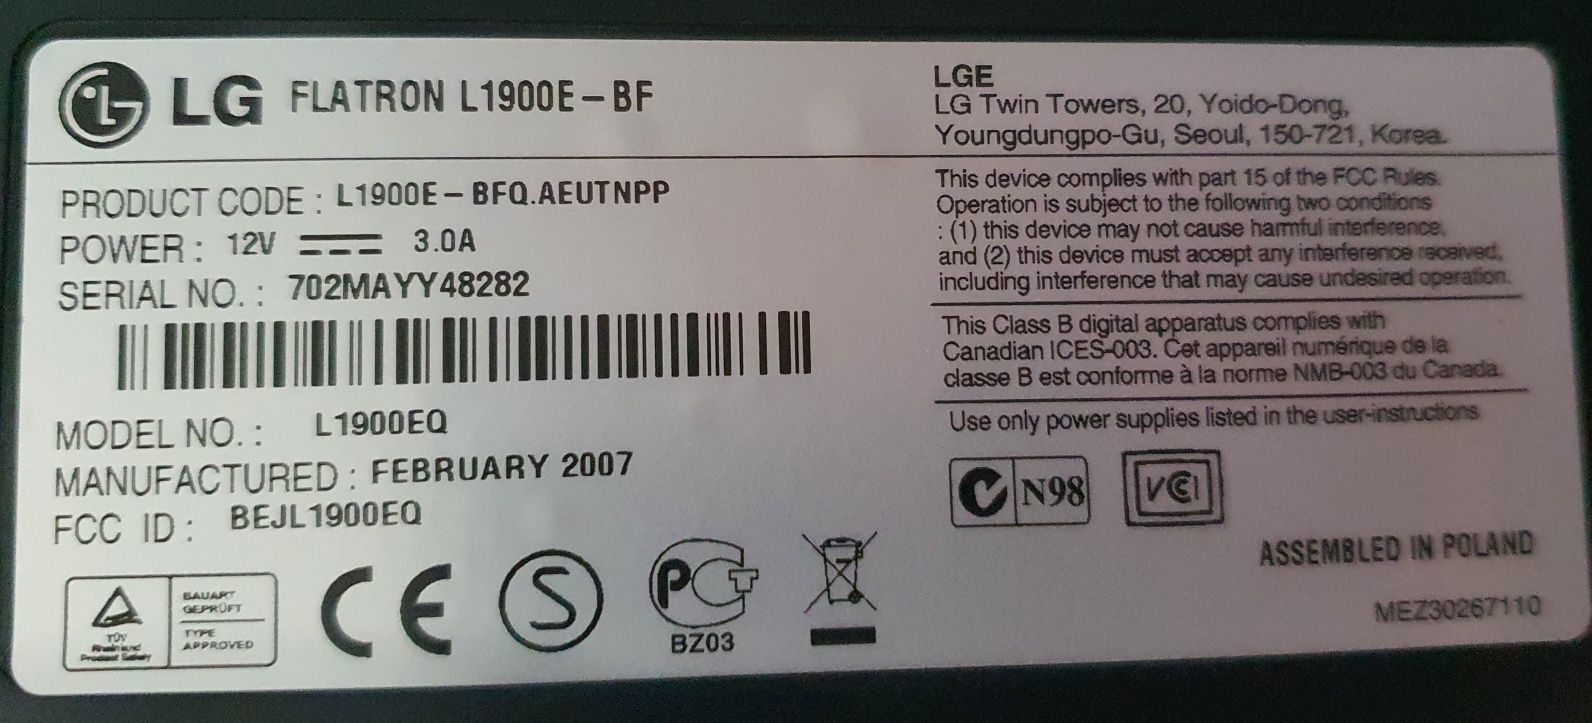 LG FLATRON L1900E-BF
PRODUCT CODE : L1900E-BFQ.AEUTNPP
POWER : 12V 3.0A
SERIAL NO. : 702MAYY48282
MODEL NO. : L1900EQ
MANUFACTURED : FEBRUARY 2007
FCC ID : BEJL1900EQ
TÜV
Rheinland
Product Safety
BAUART
GEPRÜFT
TYPE
APPROVED
CE
S
PCT
BZ03
LGE
LG Twin Towers, 20, Yoido-Dong,
Youngdungpo-Gu, Seoul, 150-721, Korea.
This device complies with part 15 of the FCC Rules.
Operation is subject to the following two conditions
: (1) this device may not cause harmful interference,
and (2) this device must accept any interference received,
including interference that may cause undesired operation.
This Class B digital apparatus complies with
Canadian ICES-003. Cet appareil numérique de la
classe B est conforme à la norme NMB-003 du Canada.
Use only power supplies listed in the user-instructions
N98
VCI
ASSEMBLED IN POLAND
MEZ30267110